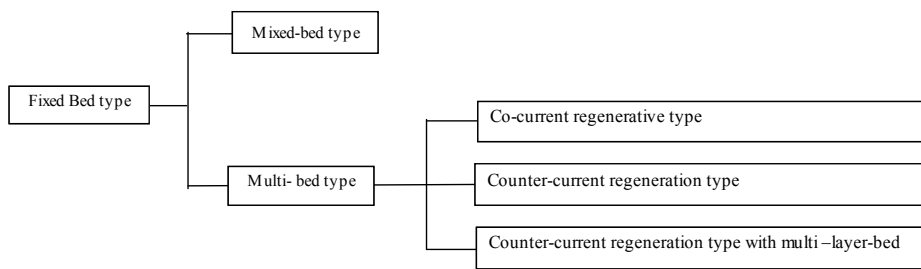 Mixed-bed type
Fixed Bed type
Co-current regenerative type
Multi- bed type
Counter-current regeneration type
Counter-current regeneration type with multi –layer-bed